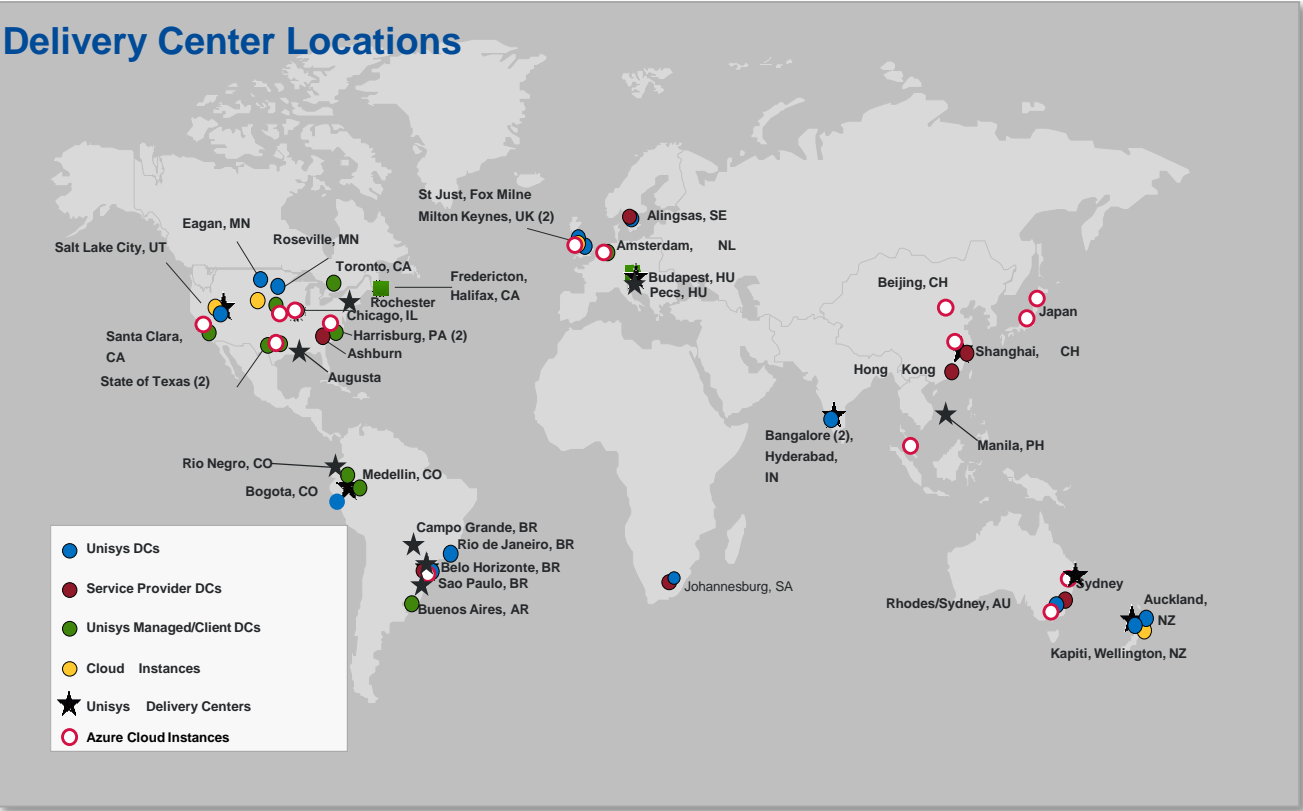 Delivery Center Locations
St Just, Fox Milne
Milton Keynes, UK (2)
Alingsas, SE
Eagan, MN
Roseville, MN
Salt Lake City, UT
Amsterdam, NL
Toronto, CA
Fredericton,
Halifax, CA
Budapest, HU
Pecs, HU
Beijing, CH
Rochester
Chicago, IL
Japan
Santa Clara,
CA
Harrisburg, PA (2)
Ashburn
Shanghai, CH
Hong Kong
State of Texas (2)
Augusta
Bangalore (2),
Hyderabad,
IN
Manila, PH
Rio Negro, CO
Medellin, CO
Bogota, CO
Campo Grande, BR
Rio de Janeiro, BR
Belo Horizonte, BR
Sao Paulo, BR
Buenos Aires, AR
Johannesburg, SA
Sydney
Rhodes/Sydney, AU
Auckland,
NZ
Kapiti, Wellington, NZ
Unisys DCs
Service Provider DCs
Unisys Managed/Client DCs
Cloud Instances
Unisys Delivery Centers
Azure Cloud Instances